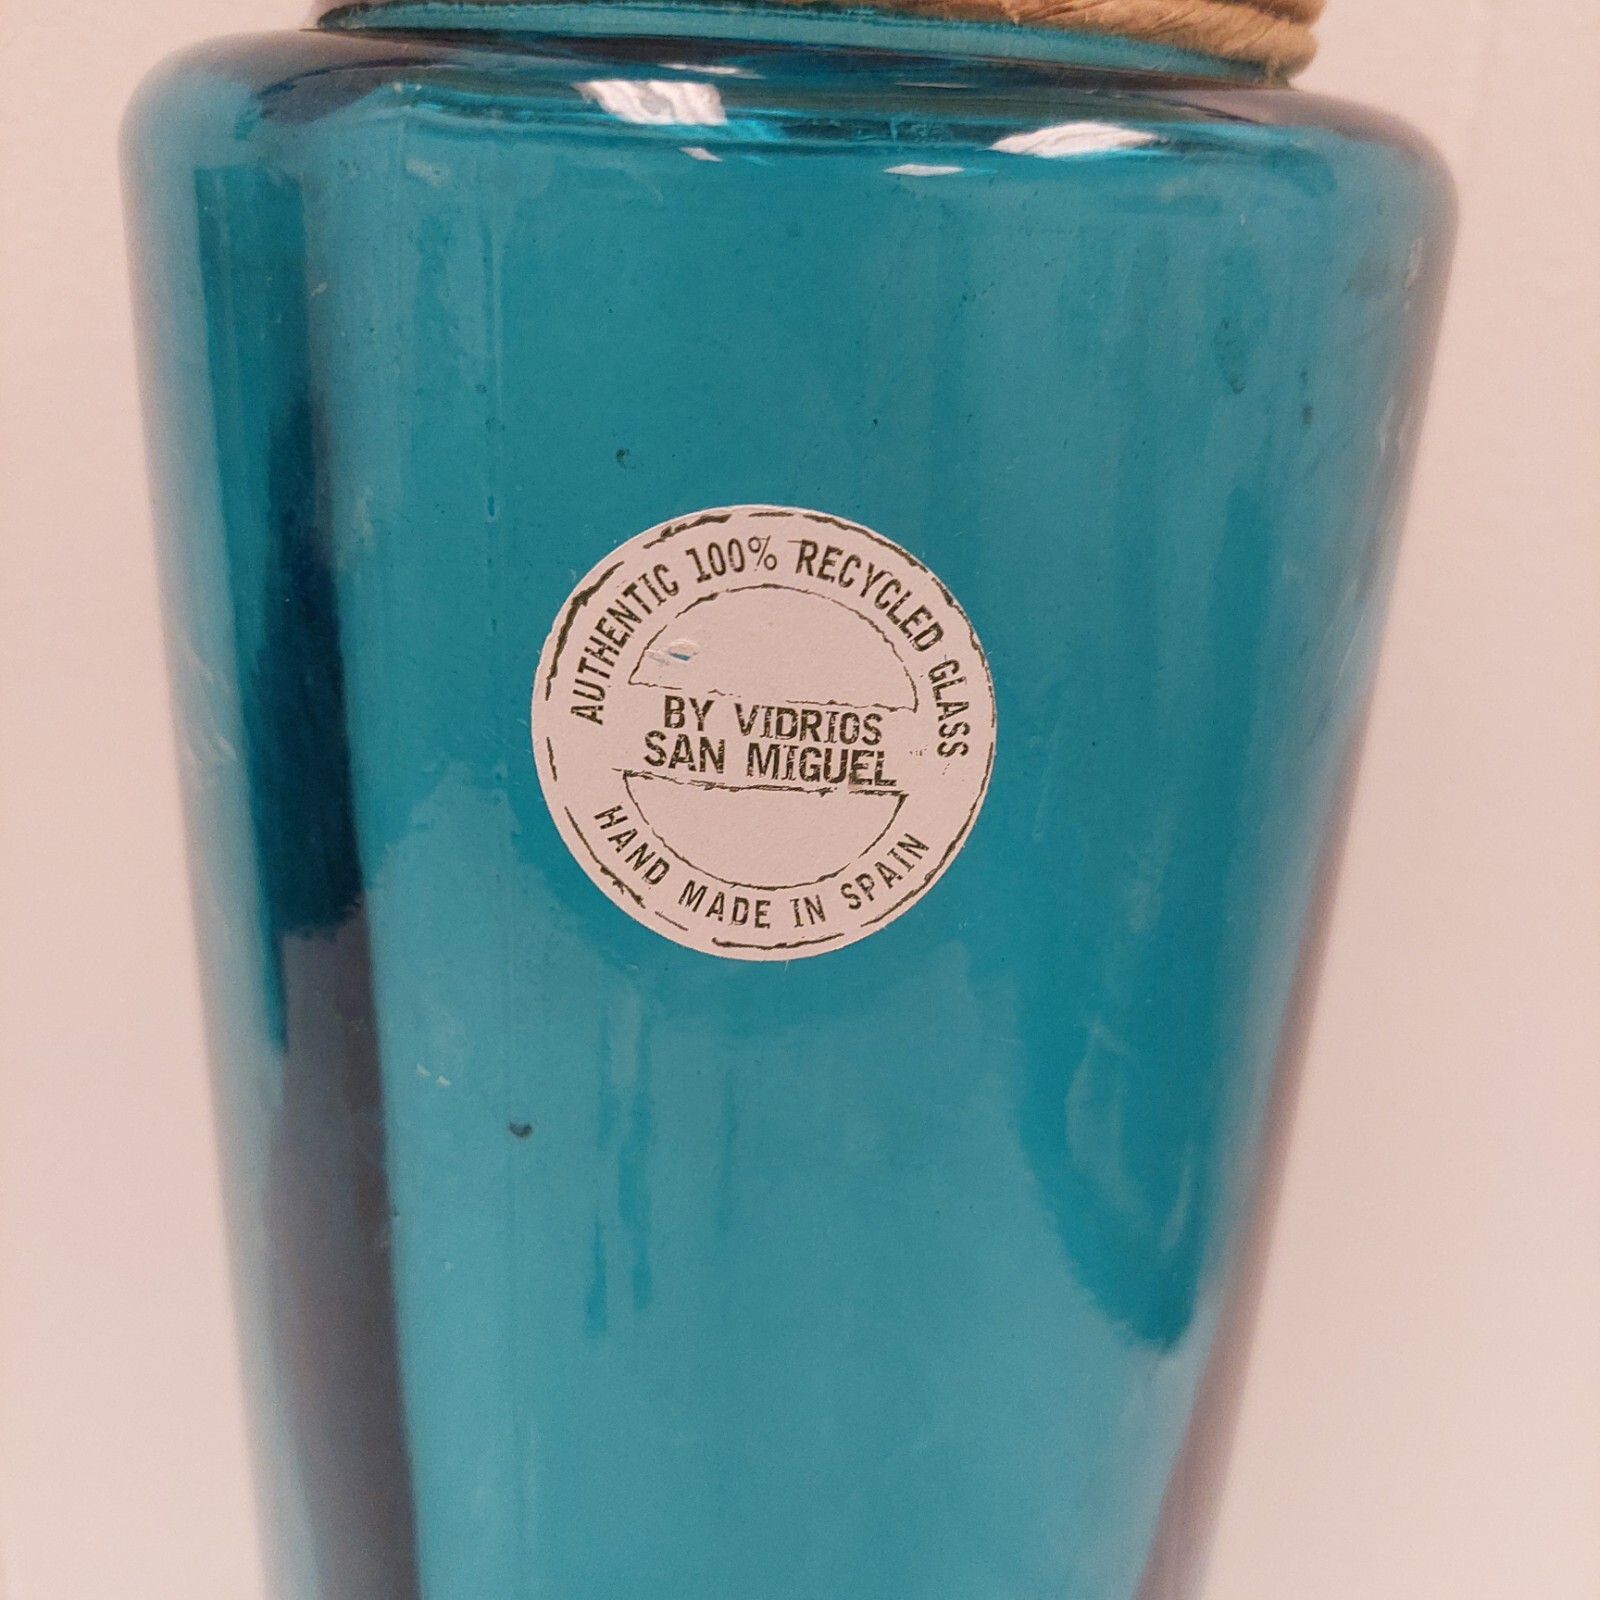 AUTHENTIC 100% RECYCLED GLASS
BY VIDRIOS
SAN MIGUEL
HAND MADE IN SPAIN